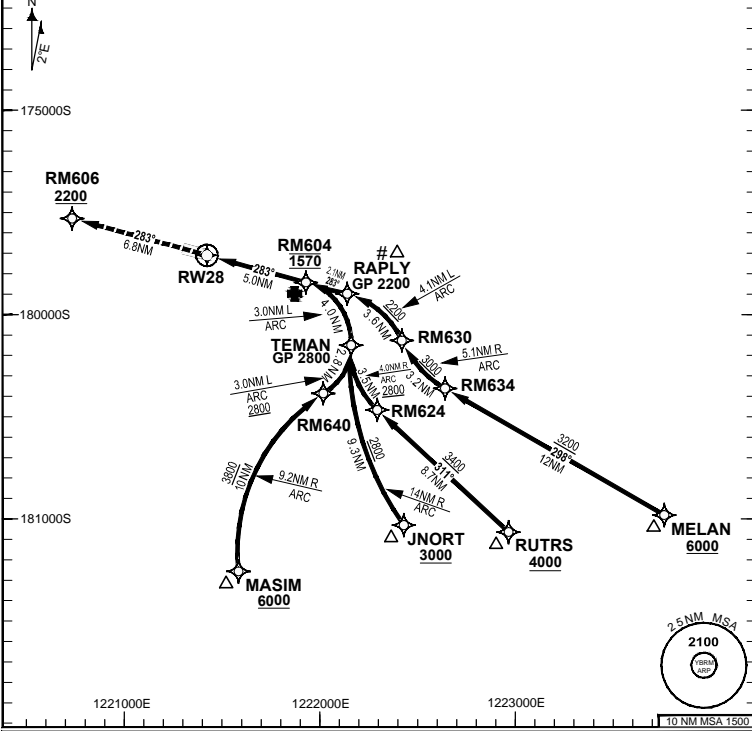 N
2°E
175000S
RM606
2200
283°
6.8NM
RW28
283°
5.0NM
RM604
1570
2.1NM
283°
#
RAPLY
GP 2200
4.1NM L
ARC
2200
3.6NM
RM630
5.1NM R
ARC
3000
3.2NM
RM634
180000S
3.0NM L
ARC
4.0NM
TEMAN
GP 2800
2.8NM
3.0NM L
ARC
2800
RM640
4.0NM R
ARC
2800
3.5NM
RM624
3200
298°
12NM
MELAN
6000
3400
311°
8.7NM
RUTRS
4000
2800
9.3NM
14NM R
ARC
JNORT
3000
3800
10NM
9.2NM R
ARC
MASIM
6000
181000S
1221000E
1222000E
1223000E
25NM MSA
2100
YBRM
ARP
10 NM MSA 1500